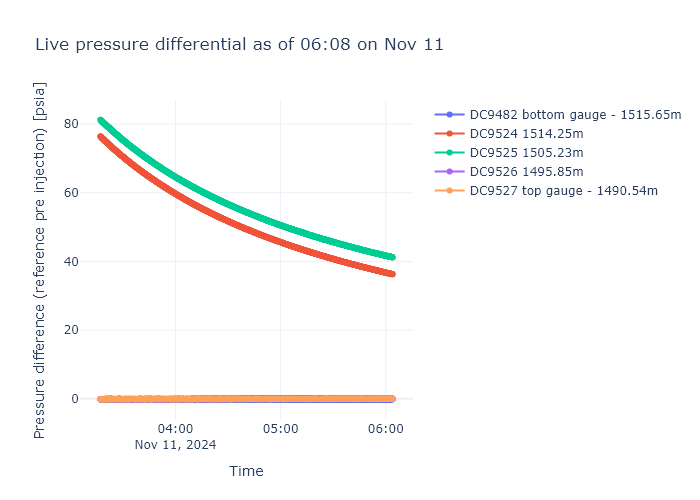 Live pressure differential as of 06:08 on Nov 11
Pressure difference (reference pre injection) [psia]
80
60
40
20
0
04:00
Nov 11, 2024
05:00
06:00
Time
DC9482 bottom gauge - 1515.65m
DC9524 1514.25m
DC9525 1505.23m
DC9526 1495.85m
DC9527 top gauge - 1490.54m